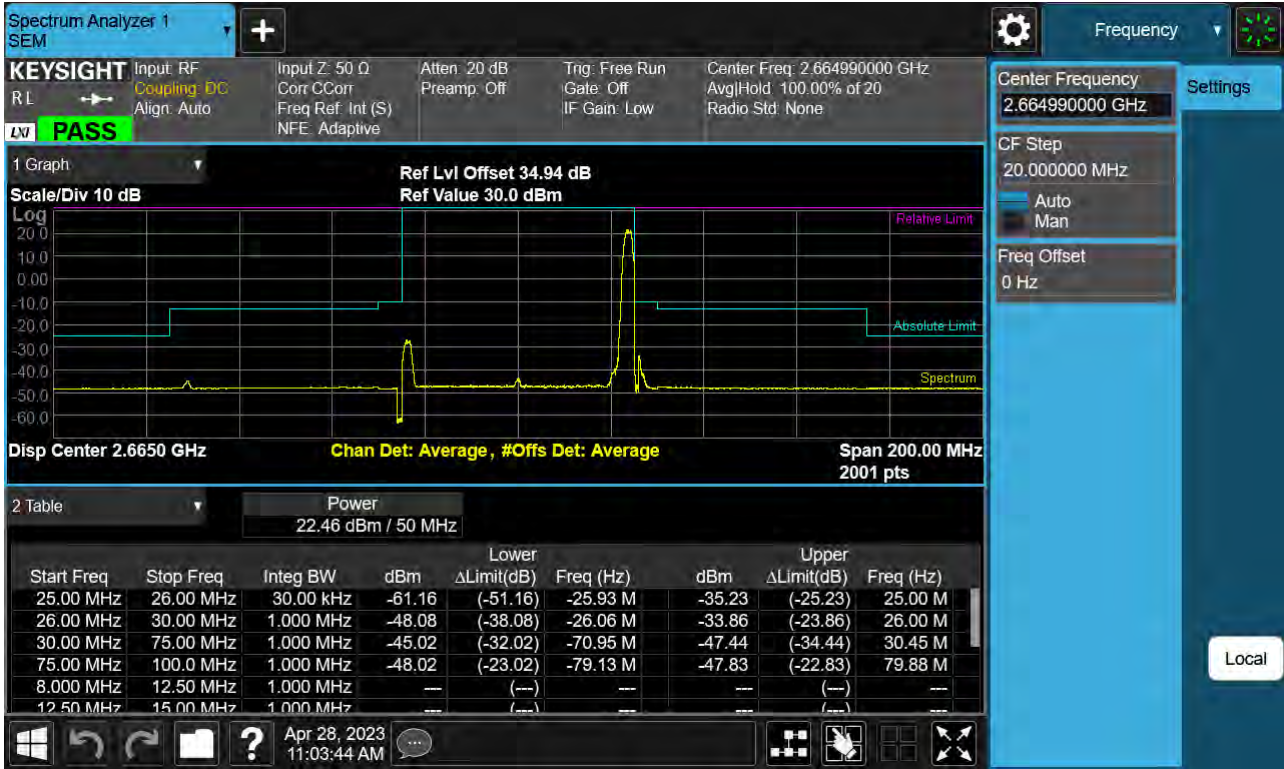 Spectrum Analyzer 1
SEM
Frequency
KEYSIGHT
Input: RF
Coupling: DC
Align: Auto
Input Z: 50 Ω
Corr CCorr
Freq Ref: Int (S)
NFE: Adaptive
Atten: 20 dB
Preamp: Off
Trig: Free Run
Gate: Off
IF Gain: Low
Center Freq: 2.664990000 GHz
Avg|Hold: 100.00% of 20
Radio Std: None
R L
LXI PASS
Center Frequency
2.664990000 GHz
Settings
CF Step
20.000000 MHz
Auto
Man
Freq Offset
0 Hz
Local
1 Graph
Ref Lvl Offset 34.94 dB
Scale/Div 10 dB
Ref Value 30.0 dBm
Log
Relative Limit
20.0
10.0
0.00
-10.0
-20.0
Absolute Limit
-30.0
-40.0
Spectrum
-50.0
-60.0
Disp Center 2.6650 GHz
Chan Det: Average, #Offs Det: Average
Span 200.00 MHz
2001 pts
2 Table
Power
22.46 dBm / 50 MHz
Lower Upper
Start Freq Stop Freq Integ BW dBm ΔLimit(dB) Freq (Hz) dBm ΔLimit(dB) Freq (Hz)
25.00 MHz 26.00 MHz 30.00 kHz -61.16 (-51.16) -25.93 M -35.23 (-25.23) 25.00 M
26.00 MHz 30.00 MHz 1.000 MHz -48.08 (-38.08) -26.06 M -33.86 (-23.86) 26.00 M
30.00 MHz 75.00 MHz 1.000 MHz -45.02 (-32.02) -70.95 M -47.44 (-34.44) 30.45 M
75.00 MHz 100.0 MHz 1.000 MHz -48.02 (-23.02) -79.13 M -47.83 (-22.83) 79.88 M
8.000 MHz 12.50 MHz 1.000 MHz --- (---) --- --- (---) ---
12.50 MHz 15.00 MHz 1.000 MHz --- (---) --- --- (---) ---
Apr 28, 2023
11:03:44 AM